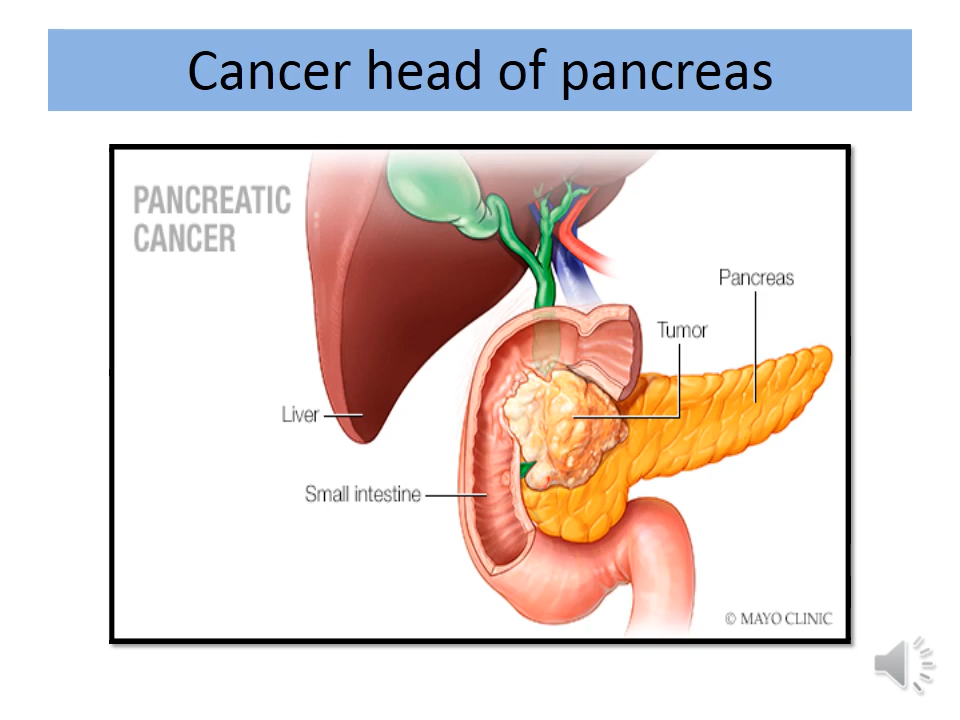 Cancer head of pancreas
PANCREATIC
CANCER
Pancreas
Tumor
Liver
Small intestine
© MAYO CLINIC